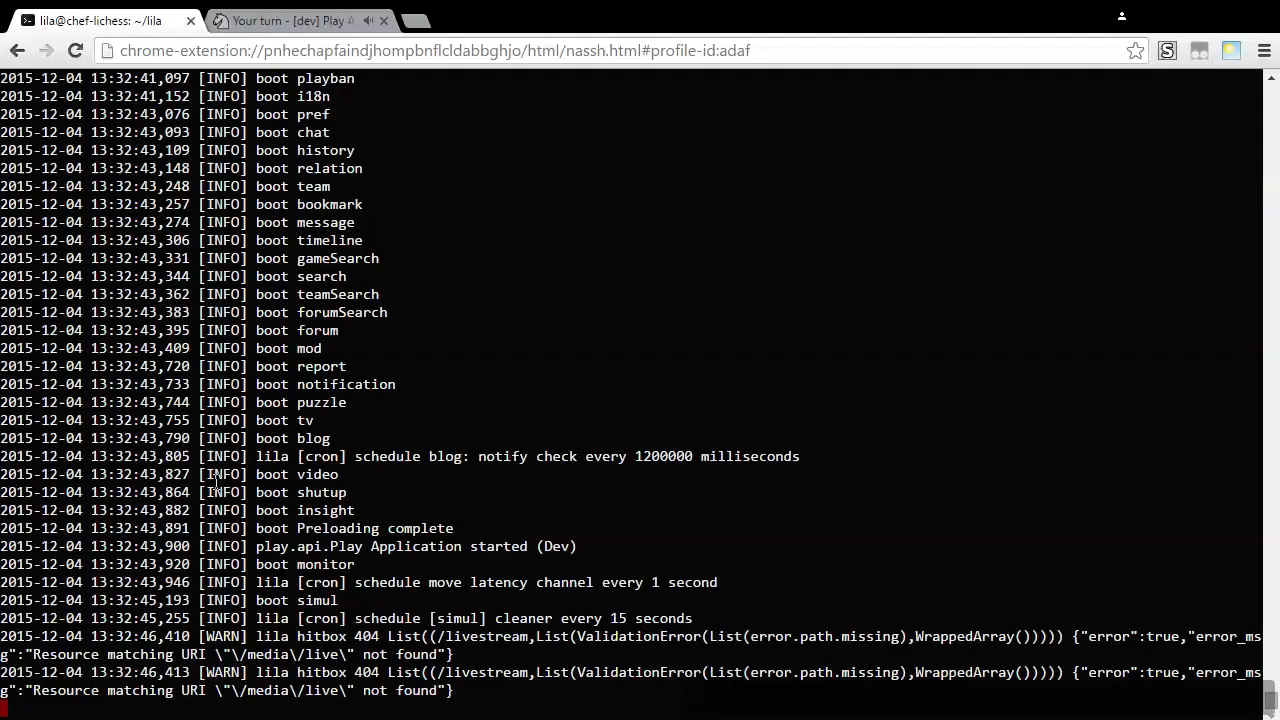 lila@chef-lichess: ~/lila
Your turn - [dev] Play A
chrome-extension://pnhechapfaindjhompbnflcldabbghjo/html/nassh.html#profile-id:adaf
2015-12-04 13:32:41,097 [INFO] boot playban
2015-12-04 13:32:41,152 [INFO] boot i18n
2015-12-04 13:32:43,076 [INFO] boot pref
2015-12-04 13:32:43,093 [INFO] boot chat
2015-12-04 13:32:43,109 [INFO] boot history
2015-12-04 13:32:43,148 [INFO] boot relation
2015-12-04 13:32:43,248 [INFO] boot team
2015-12-04 13:32:43,257 [INFO] boot bookmark
2015-12-04 13:32:43,274 [INFO] boot message
2015-12-04 13:32:43,306 [INFO] boot timeline
2015-12-04 13:32:43,331 [INFO] boot gameSearch
2015-12-04 13:32:43,344 [INFO] boot search
2015-12-04 13:32:43,362 [INFO] boot teamSearch
2015-12-04 13:32:43,383 [INFO] boot forumSearch
2015-12-04 13:32:43,395 [INFO] boot forum
2015-12-04 13:32:43,409 [INFO] boot mod
2015-12-04 13:32:43,720 [INFO] boot report
2015-12-04 13:32:43,733 [INFO] boot notification
2015-12-04 13:32:43,744 [INFO] boot puzzle
2015-12-04 13:32:43,755 [INFO] boot tv
2015-12-04 13:32:43,790 [INFO] boot blog
2015-12-04 13:32:43,805 [INFO] lila [cron] schedule blog: notify check every 1200000 milliseconds
2015-12-04 13:32:43,827 [INFO] boot video
2015-12-04 13:32:43,864 [INFO] boot shutup
2015-12-04 13:32:43,882 [INFO] boot insight
2015-12-04 13:32:43,891 [INFO] boot Preloading complete
2015-12-04 13:32:43,900 [INFO] play.api.Play Application started (Dev)
2015-12-04 13:32:43,920 [INFO] boot monitor
2015-12-04 13:32:43,946 [INFO] lila [cron] schedule move latency channel every 1 second
2015-12-04 13:32:45,193 [INFO] boot simul
2015-12-04 13:32:45,255 [INFO] lila [cron] schedule [simul] cleaner every 15 seconds
2015-12-04 13:32:46,410 [WARN] lila hitbox 404 List((/livestream,List(ValidationError(List(error.path.missing),WrappedArray())))) {"error":true,"error_ms
g":"Resource matching URI \"\/media\/live\" not found"}
2015-12-04 13:32:46,413 [WARN] lila hitbox 404 List((/livestream,List(ValidationError(List(error.path.missing),WrappedArray())))) {"error":true,"error_ms
g":"Resource matching URI \"\/media\/live\" not found"}